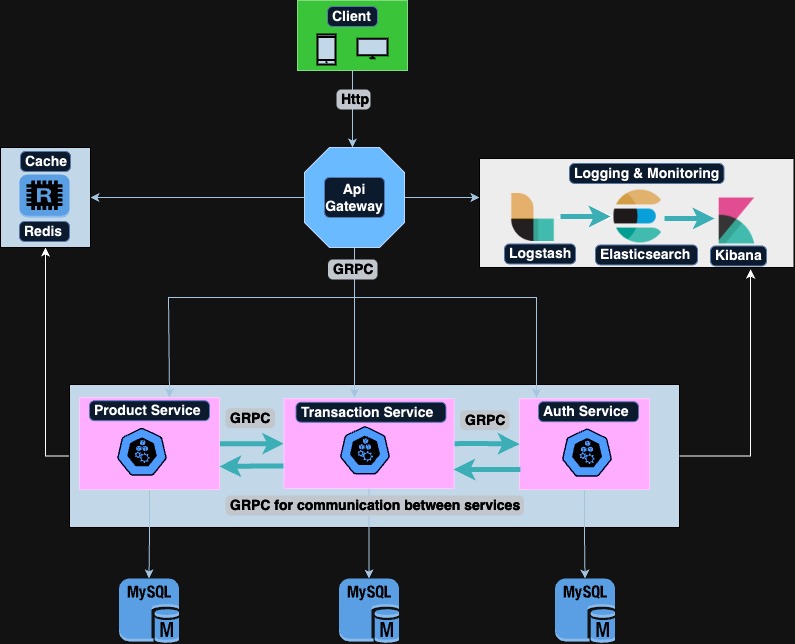 Client
Http
Cache
R
Redis
Api
Gateway
Logging & Monitoring
Logstash
Elasticsearch
Kibana
GRPC
Product Service
GRPC
Transaction Service
GRPC
Auth Service
GRPC for communication between services
MySQL
M
MySQL
M
MySQL
M